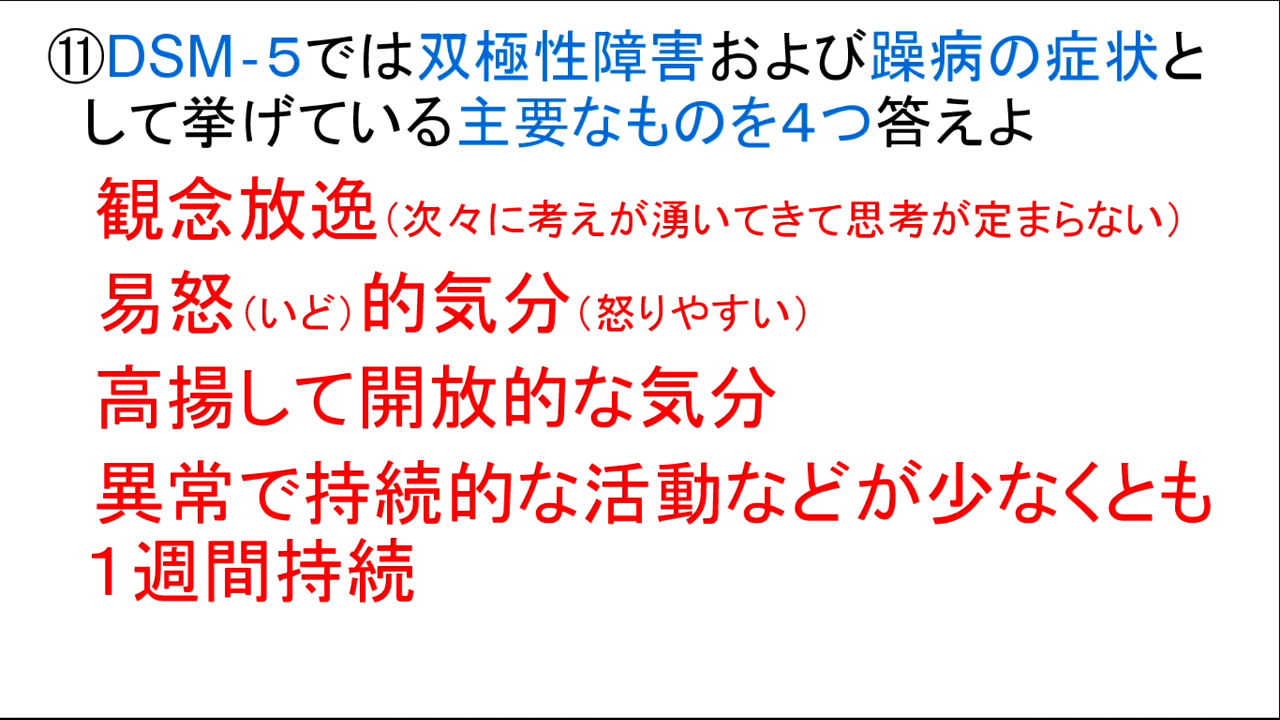 ⑪DSM-5では双極性障害および躁病の症状と
して挙げている主要なものを4つ答えよ
観念放逸（次々に考えが湧いてきて思考が定まらない）
易怒（いど）的気分（怒りやすい）
高揚して開放的な気分
異常で持続的な活動などが少なくとも
１週間持続